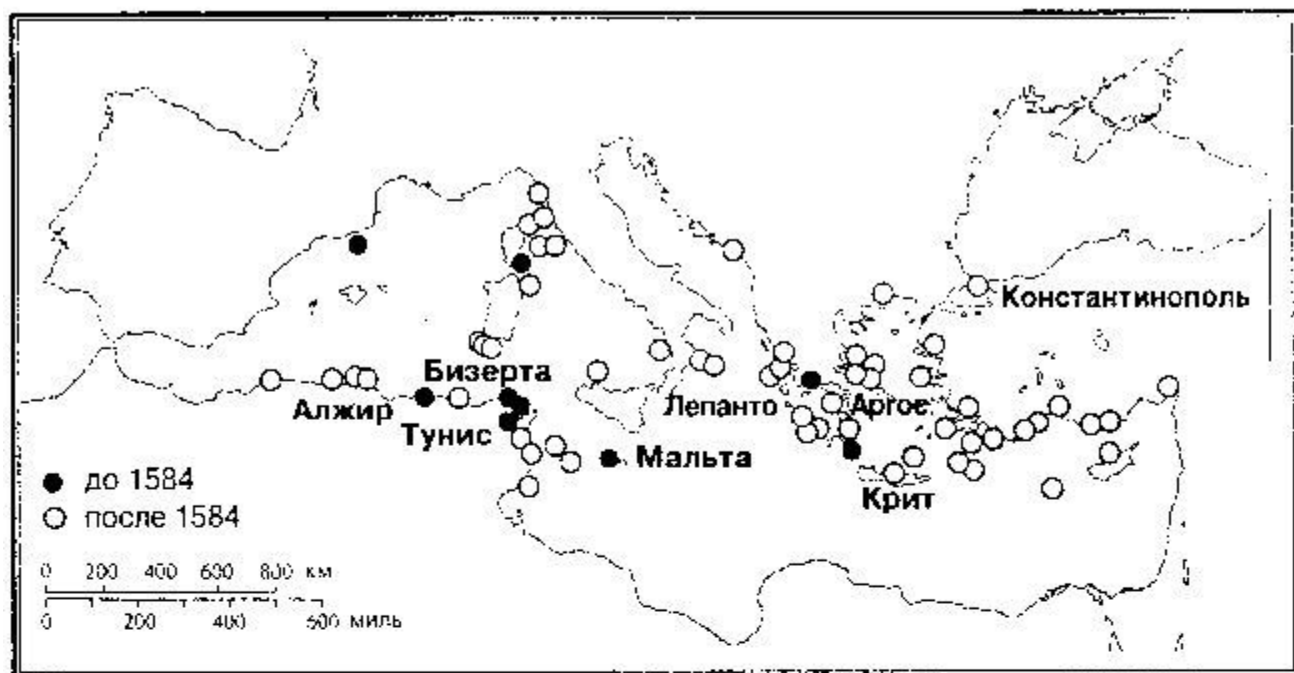 Константинополь
Бизерта
Алжир
Лепанто
Аргос
Тунис
Мальта
Крит
до 1584
после 1584
0 200 400 600 800 км
0 200 400 600 миль